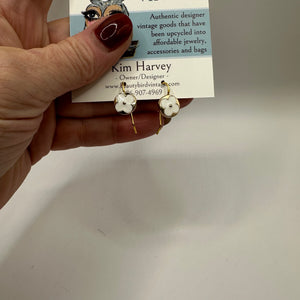 Authentic designer
vintage goods that have
been upcycled into
affordable jewelry,
accessories and bags
Kim Harvey
- Owner/Designer -
907-4969